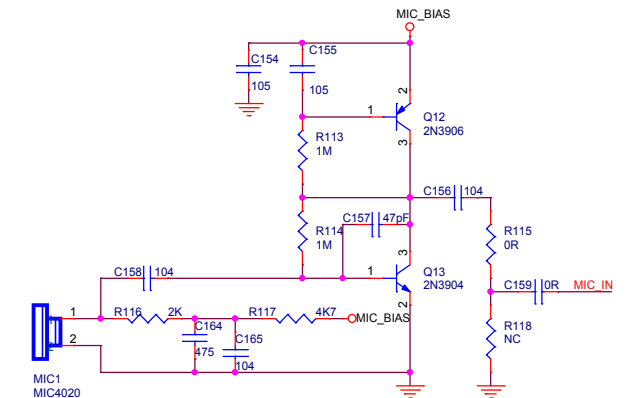 MIC_BIAS
C154
C155
105
105
2
1
Q12
2N3906
3
R113
1M
C156
104
C157
47pF
R114
1M
R115
0R
3
C158
104
1
Q13
2N3904
C159
0R
MIC_IN
2
1
R116
2K
R117
4K7
MIC_BIAS
C164
475
C165
104
R118
NC
2
MIC1
MIC4020